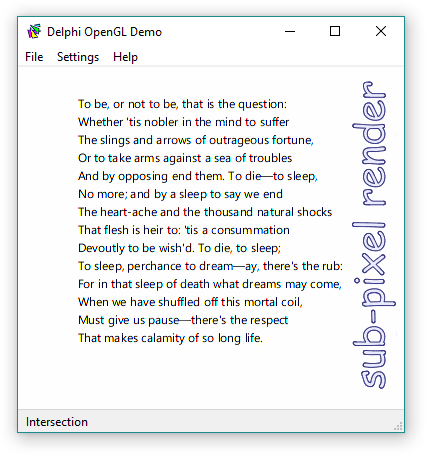 Delphi OpenGL Demo
File Settings Help
To be, or not to be, that is the question:
Whether 'tis nobler in the mind to suffer
The slings and arrows of outrageous fortune,
Or to take arms against a sea of troubles
And by opposing end them. To die—to sleep,
No more; and by a sleep to say we end
The heart-ache and the thousand natural shocks
That flesh is heir to: 'tis a consummation
Devoutly to be wish'd. To die, to sleep;
To sleep, perchance to dream—ay, there's the rub:
For in that sleep of death what dreams may come,
When we have shuffled off this mortal coil,
Must give us pause—there's the respect
That makes calamity of so long life.
sub-pixel render
Intersection